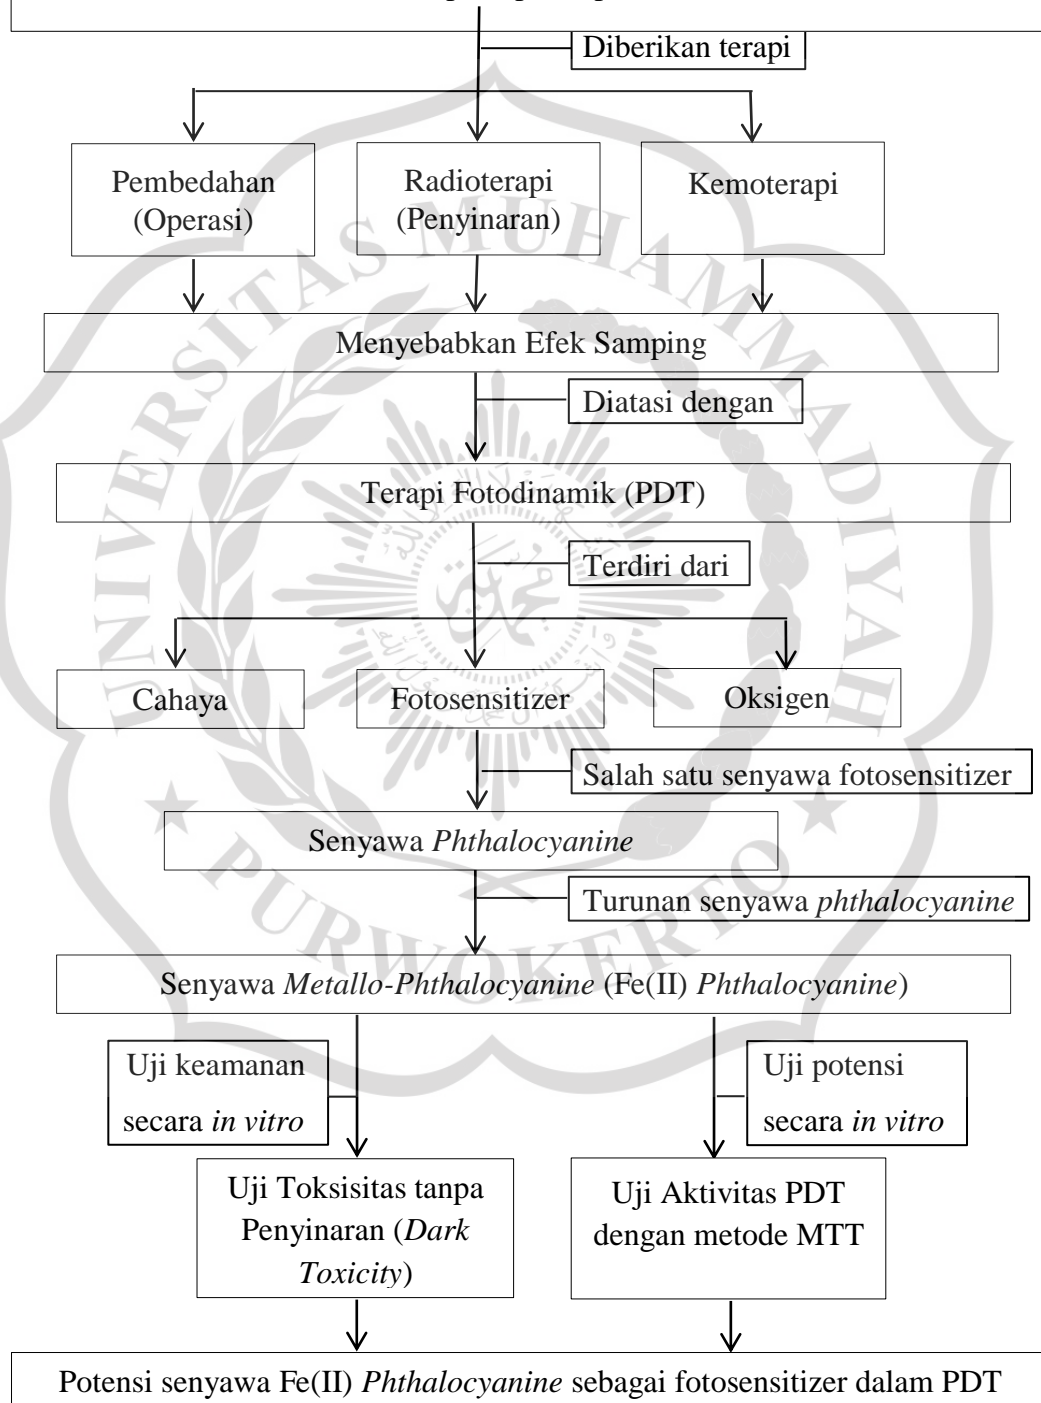 Diberikan terapi
Pembedahan
(Operasi)
Radioterapi
(Penyinaran)
Kemoterapi
Menyebabkan Efek Samping
Diatasi dengan
Terapi Fotodinamik (PDT)
Terdiri dari
Cahaya
Fotosensitizer
Oksigen
Salah satu senyawa fotosensitizer
Senyawa Phthalocyanine
Turunan senyawa phthalocyanine
Senyawa Metallo-Phthalocyanine (Fe(II) Phthalocyanine)
Uji keamanan
secara in vitro
Uji potensi
secara in vitro
Uji Toksisitas tanpa
Penyinaran (Dark
Toxicity)
Uji Aktivitas PDT
dengan metode MTT
Potensi senyawa Fe(II) Phthalocyanine sebagai fotosensitizer dalam PDT
UNIVERSITAS MUHAMMADIYAH
PURWOKERTO